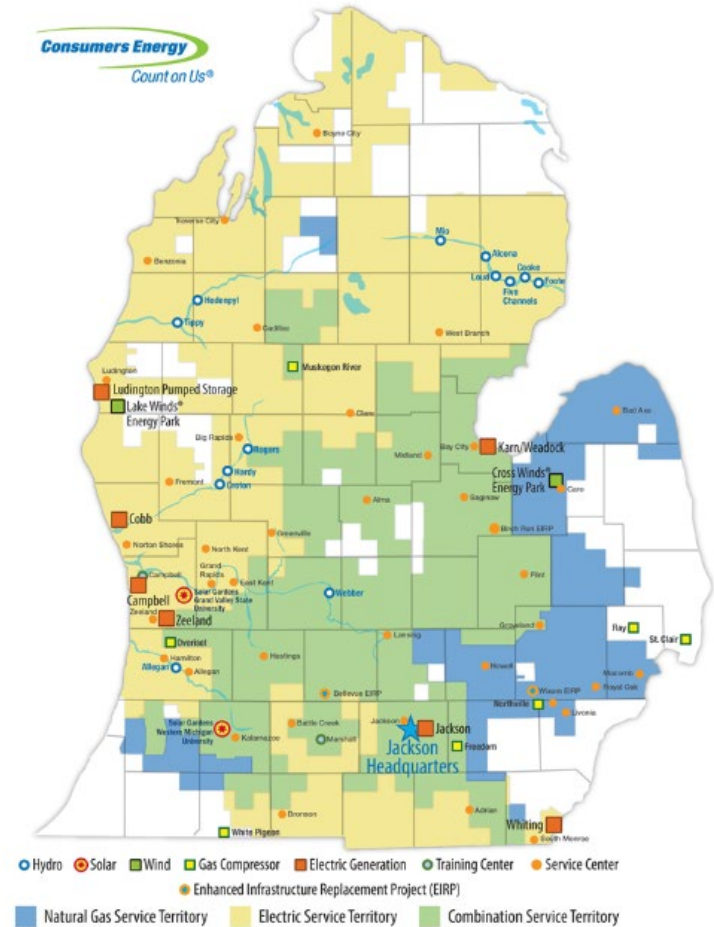 Consumers Energy
Count on Us®
Boyne City
Traverse City
Mio
Alcona
Benzonia
Cooke
Loud
Foote
Five
Channels
Hodenpyl
Tippy
Cadillac
West Branch
Muskegon River
Ludington
Ludington Pumped Storage
Lake Winds®
Energy Park
Clare
Bad Axe
Big Rapids
Rogers
Bay City
Karn/Weadock
Midland
Hardy
Croton
Cross Winds®
Energy Park
Caro
Fremont
Saginaw
Alma
Cobb
Birch Run EIRP
Greenville
Norton Shores
North Kent
Grand
Rapids
Campbell
East Kent
Flint
Campbell
Solar Gardens
Grand Valley State
University
Webber
Zeeland
Zeeland
Groveland
Ray
St. Clair
Overisel
Lansing
Hamilton
Hastings
Allegan
Allegan
Howell
Macomb
Royal Oak
Bellevue EIRP
Wixom EIRP
Northville
Livonia
Solar Gardens
Western Michigan
University
Battle Creek
Jackson
Jackson
Kalamazoo
Marshall
Jackson
Headquarters
Freedom
Bronson
Adrian
White Pigeon
Whiting
South Monroe
Hydro Solar Wind Gas Compressor Electric Generation Training Center Service Center
Enhanced Infrastructure Replacement Project (EIRP)
Natural Gas Service Territory Electric Service Territory Combination Service Territory